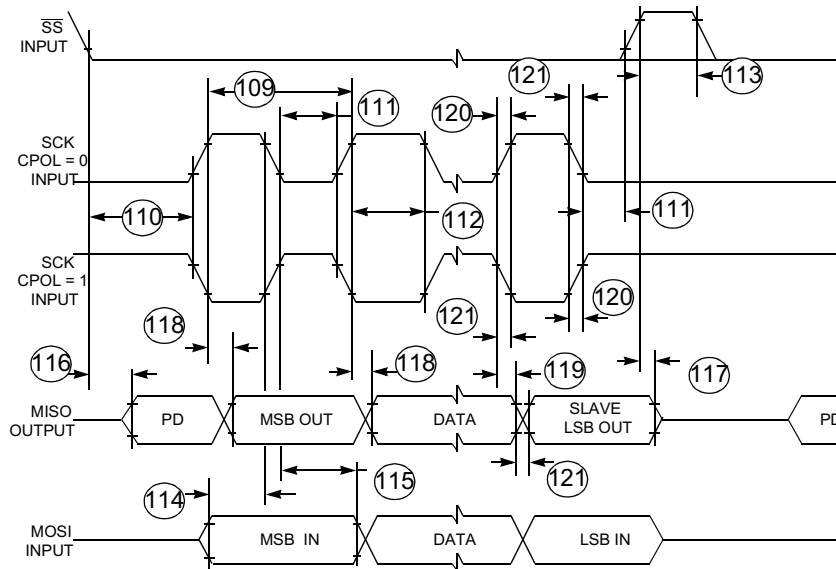 SS
INPUT
121
113
109
111
120
SCK
CPOL = 0
INPUT
110
112
111
SCK
CPOL = 1
INPUT
118
121
120
116
118
119
117
MISO
OUTPUT
PD
MSB OUT
DATA
SLAVE
LSB OUT
PD
114
115
121
MOSI
INPUT
MSB IN
DATA
LSB IN